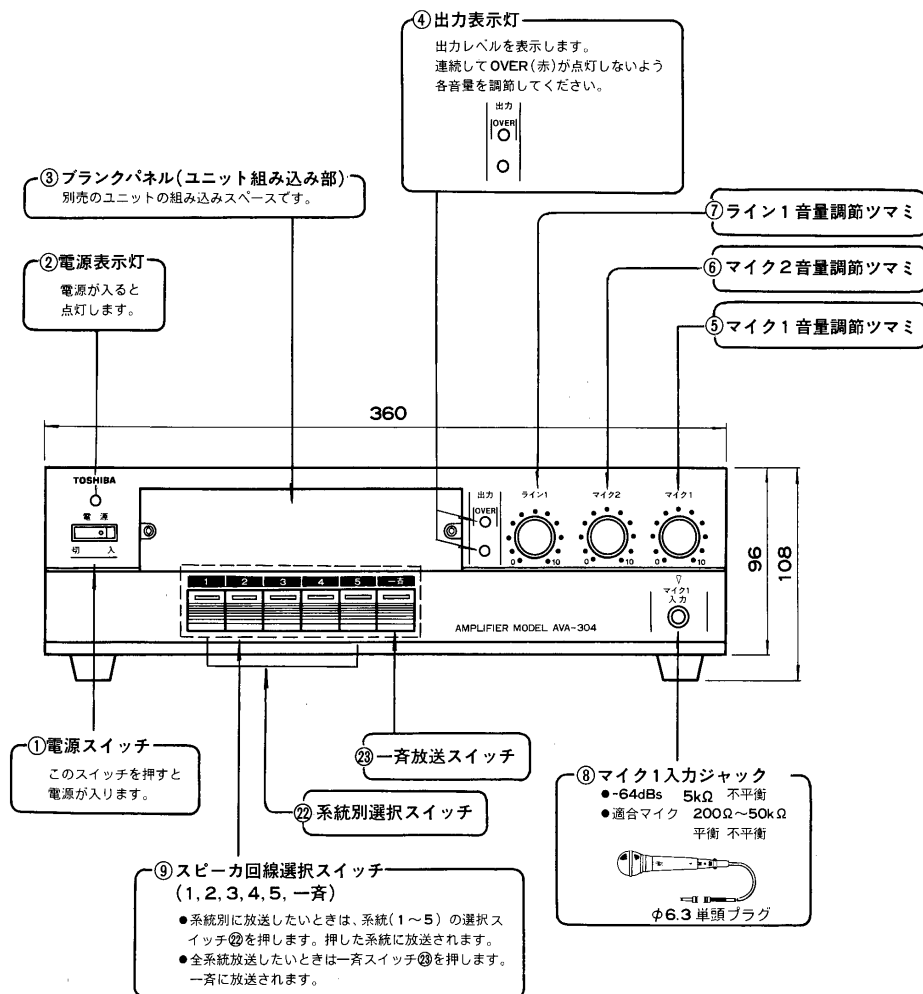 ④出力表示灯
出力レベルを表示します。
連続してOVER(赤)が点灯しないよう
各音量を調節してください。
出力
OVER
③ブランクパネル(ユニット組み込み部)
別売のユニットの組み込みスペースです。
⑦ライン1音量調節ツマミ
②電源表示灯
電源が入ると
点灯します。
⑥マイク2音量調節ツマミ
⑤マイク1音量調節ツマミ
360
TOSHIBA
電源
切 入
出力
OVER
ライン1
マイク2
マイク1
0 10
0 10
0 10
96
108
1 2 3 4 5 一斉
マイク1
入力
AMPLIFIER MODEL AVA-304
①電源スイッチ
このスイッチを押すと
電源が入ります。
㉓一斉放送スイッチ
㉒系統別選択スイッチ
⑧マイク1入力ジャック
●-64dBs 5kΩ 不平衡
●適合マイク 200Ω〜50kΩ
平衡 不平衡
φ6.3単頭プラグ
⑨スピーカ回線選択スイッチ
(1,2,3,4,5,一斉)
●系統別に放送したいときは、系統(1〜5)の選択ス
イッチ㉒を押します。押した系統に放送されます。
●全系統放送したいときは一斉スイッチ㉓を押します。
一斉に放送されます。